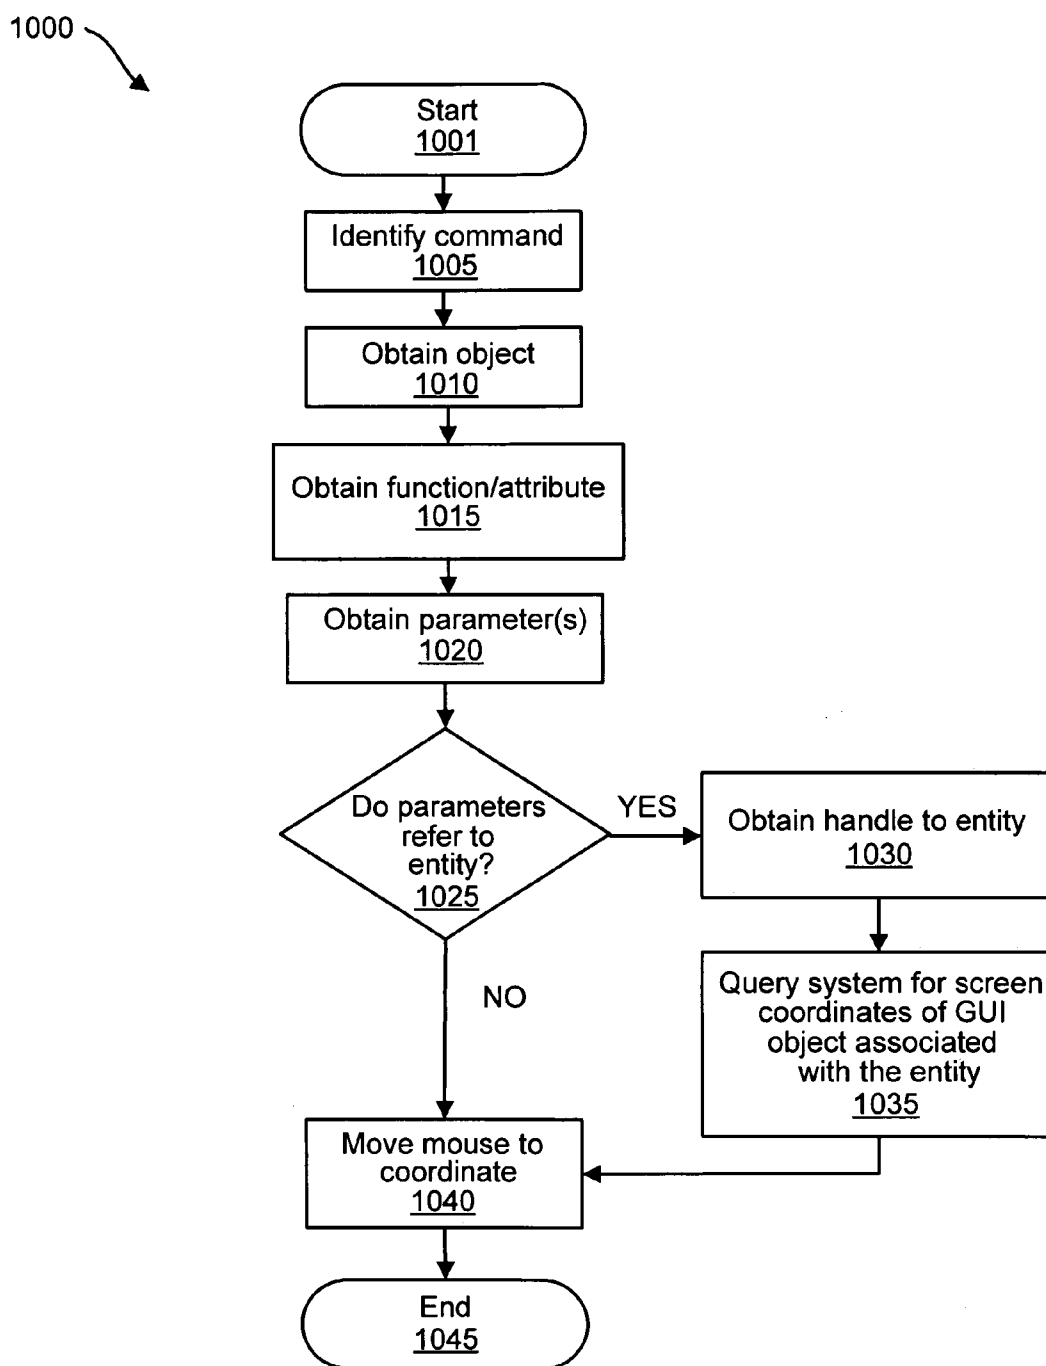 1000
Start
1001
Identify command
1005
Obtain object
1010
Obtain function/attribute
1015
Obtain parameter(s)
1020
Do parameters
refer to
entity?
1025
YES
Obtain handle to entity
1030
Query system for screen
coordinates of GUI
object associated
with the entity
1035
NO
Move mouse to
coordinate
1040
End
1045